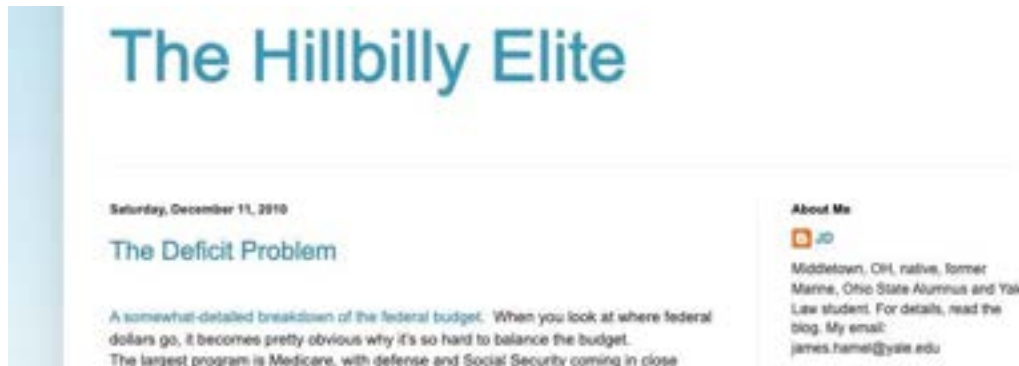 The Hillbilly Elite
Saturday, December 11, 2010
The Deficit Problem
A somewhat-detailed breakdown of the federal budget. When you look at where federal
dollars go, it becomes pretty obvious why it's so hard to balance the budget.
The largest program is Medicare, with defense and Social Security coming in close
About Me
JD
Middletown, OH, native, former
Marine, Ohio State Alumnus and Yale
Law student. For details, read the
blog. My email:
james.hamel@yale.edu